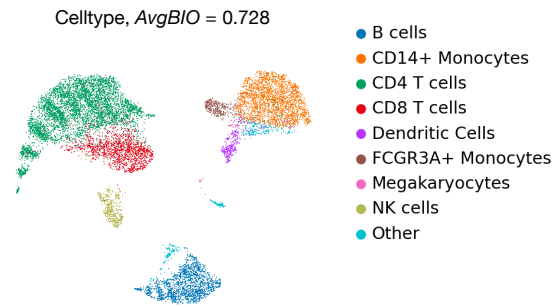 Celltype, AvgBIO = 0.728
B cells
CD14+ Monocytes
CD4 T cells
CD8 T cells
Dendritic Cells
FCGR3A+ Monocytes
Megakaryocytes
NK cells
Other